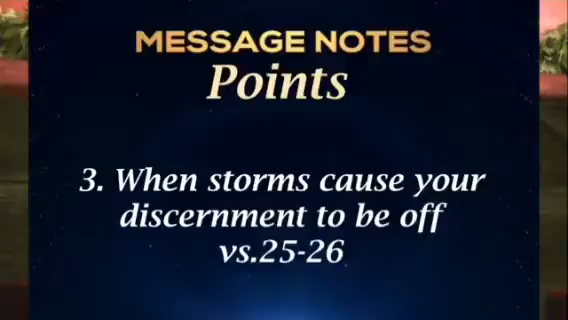 MESSAGE NOTES
Points
3. When storms cause your
discernment to be off
vs.25-26